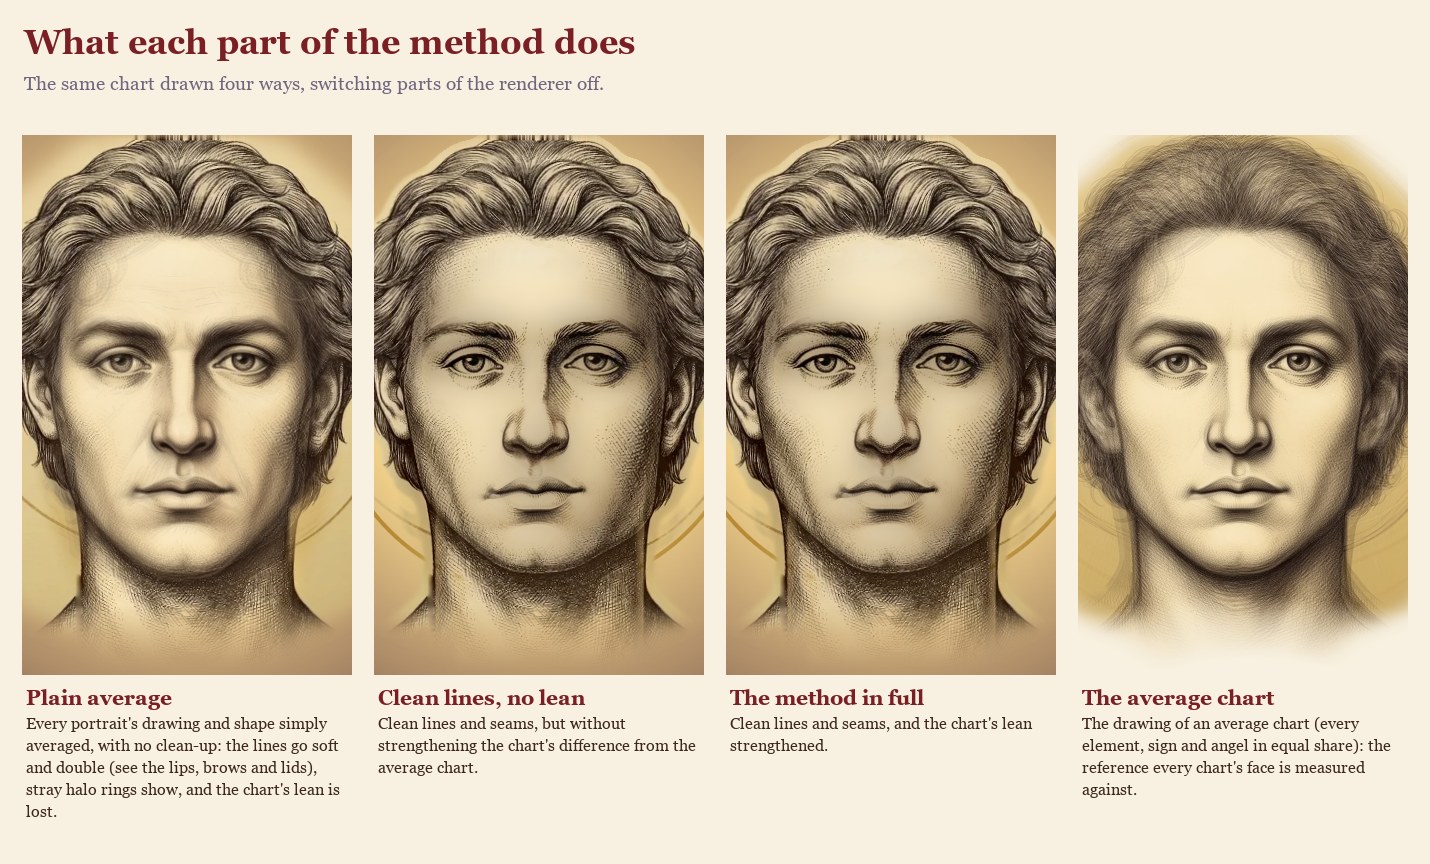 What each part of the method does
The same chart drawn four ways, switching parts of the renderer off.
Plain average
Every portrait's drawing and shape simply
averaged, with no clean-up: the lines go soft
and double (see the lips, brows and lids),
stray halo rings show, and the chart's lean is
lost.
Clean lines, no lean
Clean lines and seams, but without
strengthening the chart's difference from the
average chart.
The method in full
Clean lines and seams, and the chart's lean
strengthened.
The average chart
The drawing of an average chart (every
element, sign and angel in equal share): the
reference every chart's face is measured
against.